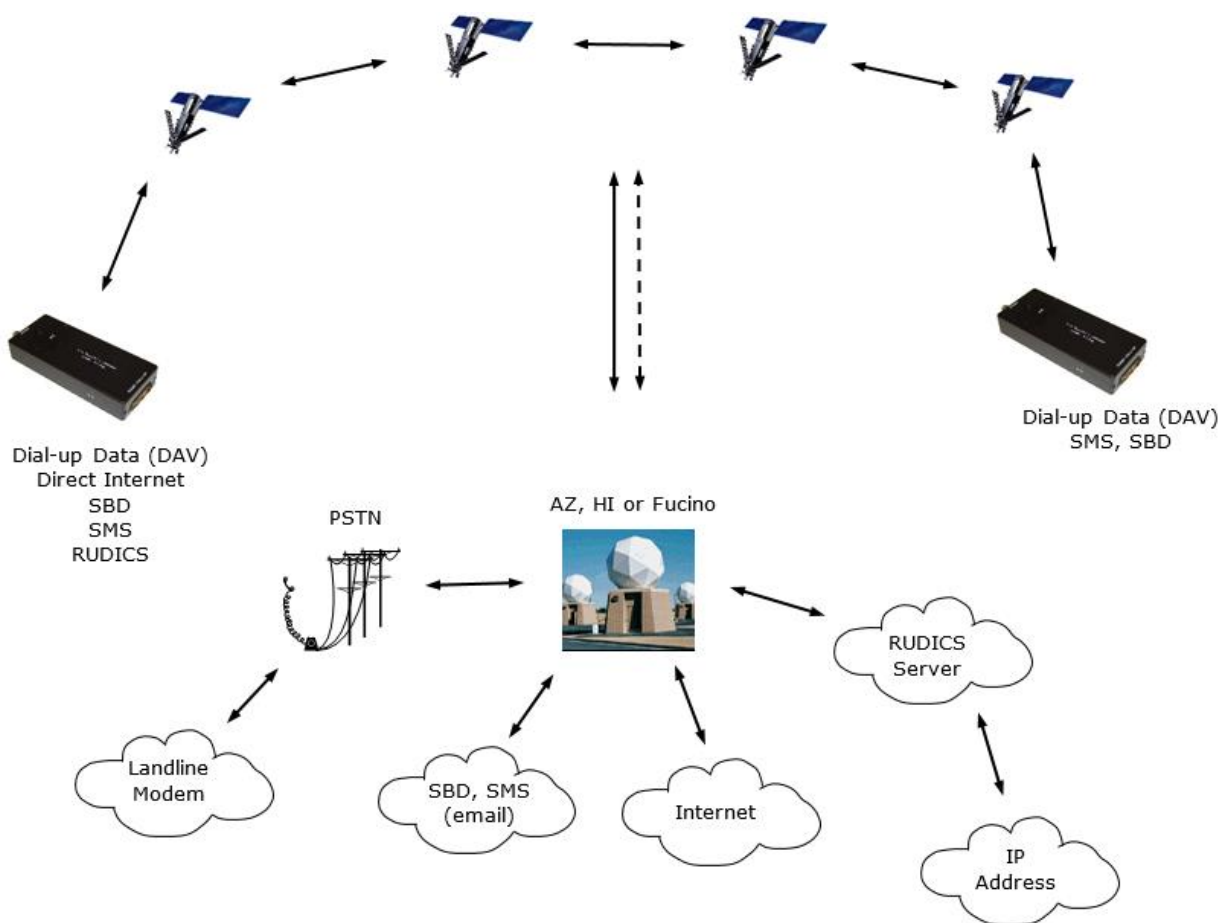 Dial-up Data (DAV)
Direct Internet
SBD
SMS
RUDICS
Dial-up Data (DAV)
SMS, SBD
PSTN
AZ, HI or Fucino
RUDICS
Server
Landline
Modem
SBD, SMS
(email)
Internet
IP
Address